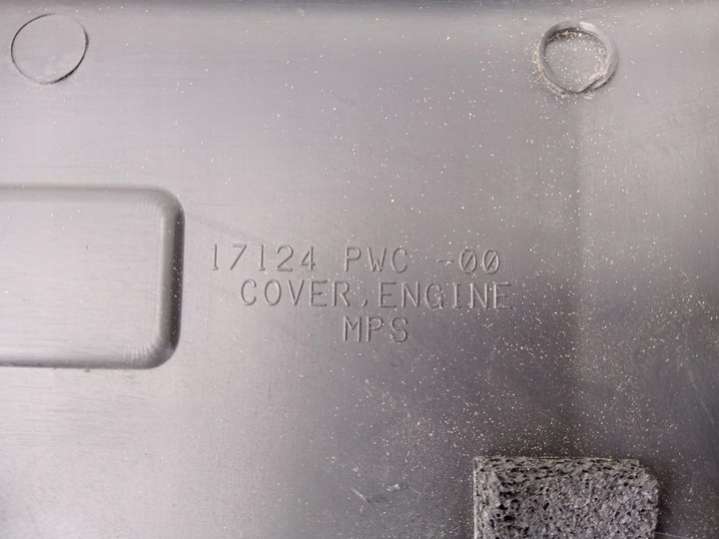 17124 PWC -00
COVER,ENGINE
MPS